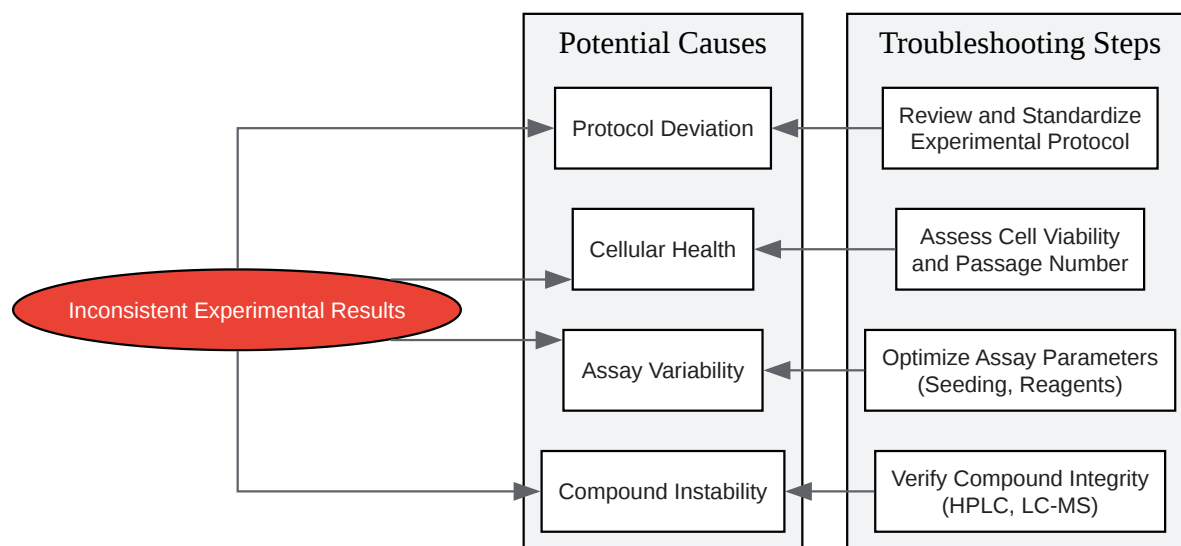 Potential Causes
Troubleshooting Steps
Protocol Deviation
Review and Standardize
Experimental Protocol
Cellular Health
Assess Cell Viability
and Passage Number
Inconsistent Experimental Results
Assay Variability
Optimize Assay Parameters
(Seeding, Reagents)
Compound Instability
Verify Compound Integrity
(HPLC, LC-MS)